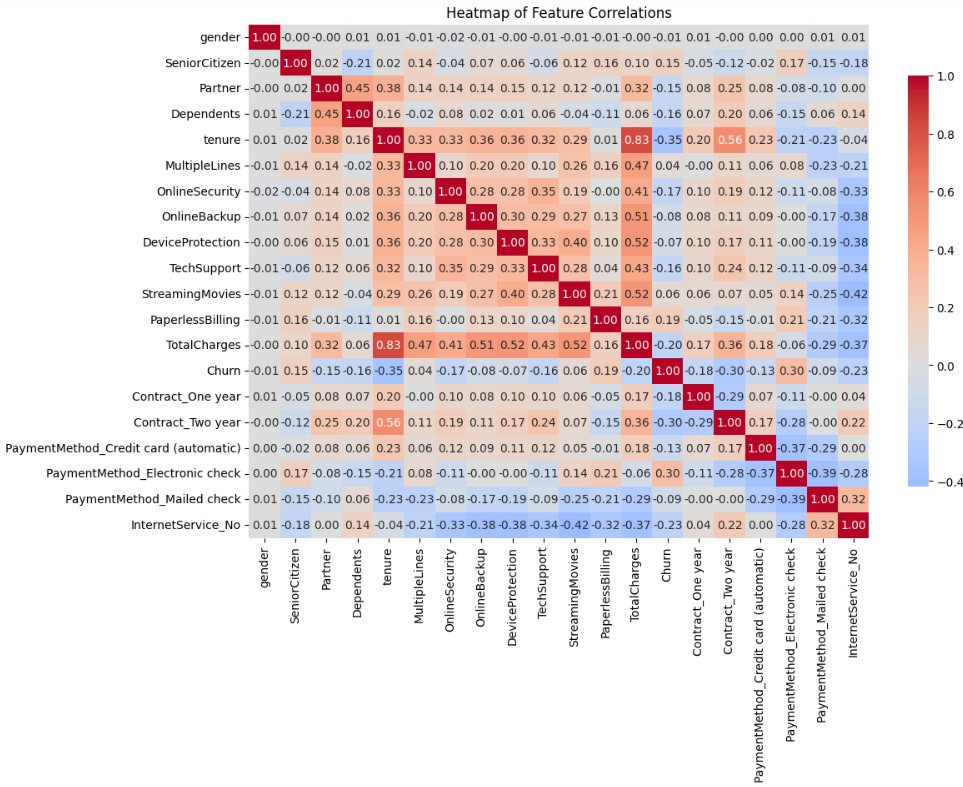 Heatmap of Feature Correlations
gender 1.00 -0.00 -0.00 0.01 0.01 -0.01 -0.02 -0.01 -0.00 -0.01 -0.01 -0.01 -0.00 -0.01 0.01 -0.00 0.00 0.00 0.01 0.01
SeniorCitizen -0.00 1.00 0.02 -0.21 0.02 0.14 -0.04 0.07 0.06 -0.06 0.12 0.16 0.10 0.15 -0.05 -0.12 -0.02 0.17 -0.15 -0.18
Partner -0.00 0.02 1.00 0.45 0.38 0.14 0.14 0.14 0.15 0.12 0.12 -0.01 0.32 -0.15 0.08 0.25 0.08 -0.08 -0.10 0.00
Dependents 0.01 -0.21 0.45 1.00 0.16 -0.02 0.08 0.02 0.01 0.06 -0.04 -0.11 0.06 -0.16 0.07 0.20 0.06 -0.15 0.06 0.14
tenure 0.01 0.02 0.38 0.16 1.00 0.33 0.33 0.36 0.36 0.32 0.29 0.01 0.83 -0.35 0.20 0.56 0.23 -0.21 -0.23 -0.04
MultipleLines -0.01 0.14 0.14 -0.02 0.33 1.00 0.10 0.20 0.20 0.10 0.26 0.16 0.47 0.04 -0.00 0.11 0.06 0.08 -0.23 -0.21
OnlineSecurity -0.02 -0.04 0.14 0.08 0.33 0.10 1.00 0.28 0.28 0.35 0.19 -0.00 0.41 -0.17 0.10 0.19 0.12 -0.11 -0.08 -0.33
OnlineBackup -0.01 0.07 0.14 0.02 0.36 0.20 0.28 1.00 0.30 0.29 0.27 0.13 0.51 -0.08 0.08 0.11 0.09 -0.00 -0.17 -0.38
DeviceProtection -0.00 0.06 0.15 0.01 0.36 0.20 0.28 0.30 1.00 0.33 0.40 0.10 0.52 -0.07 0.10 0.17 0.11 -0.00 -0.19 -0.38
TechSupport -0.01 -0.06 0.12 0.06 0.32 0.10 0.35 0.29 0.33 1.00 0.28 0.04 0.43 -0.16 0.10 0.24 0.12 -0.11 -0.09 -0.34
StreamingMovies -0.01 0.12 0.12 -0.04 0.29 0.26 0.19 0.27 0.40 0.28 1.00 0.21 0.52 0.06 0.06 0.07 0.05 0.14 -0.25 -0.42
PaperlessBilling -0.01 0.16 -0.01 -0.11 0.01 0.16 -0.00 0.13 0.10 0.04 0.21 1.00 0.16 0.19 -0.05 -0.15 -0.01 0.21 -0.21 -0.32
TotalCharges -0.00 0.10 0.32 0.06 0.83 0.47 0.41 0.51 0.52 0.43 0.52 0.16 1.00 -0.20 0.17 0.36 0.18 -0.06 -0.29 -0.37
Churn -0.01 0.15 -0.15 -0.16 -0.35 0.04 -0.17 -0.08 -0.07 -0.16 0.06 0.19 -0.20 1.00 -0.18 -0.30 -0.13 0.30 -0.09 -0.23
Contract_One year 0.01 -0.05 0.08 0.07 0.20 -0.00 0.10 0.08 0.10 0.10 0.06 -0.05 0.17 -0.18 1.00 -0.29 0.07 -0.11 -0.00 0.04
Contract_Two year -0.00 -0.12 0.25 0.20 0.56 0.11 0.19 0.11 0.17 0.24 0.07 -0.15 0.36 -0.30 -0.29 1.00 0.17 -0.28 -0.00 0.22
PaymentMethod_Credit card (automatic) 0.00 -0.02 0.08 0.06 0.23 0.06 0.12 0.09 0.11 0.12 0.05 -0.01 0.18 -0.13 0.07 0.17 1.00 -0.37 -0.29 0.00
PaymentMethod_Electronic check 0.00 0.17 -0.08 -0.15 -0.21 0.08 -0.11 -0.00 -0.00 -0.11 0.14 0.21 -0.06 0.30 -0.11 -0.28 -0.37 1.00 -0.39 -0.28
PaymentMethod_Mailed check 0.01 -0.15 -0.10 0.06 -0.23 -0.23 -0.08 -0.17 -0.19 -0.09 -0.25 -0.21 -0.29 -0.09 -0.00 -0.00 -0.29 -0.39 1.00 0.32
InternetService_No 0.01 -0.18 0.00 0.14 -0.04 -0.21 -0.33 -0.38 -0.38 -0.34 -0.42 -0.32 -0.37 -0.23 0.04 0.22 0.00 -0.28 0.32 1.00
gender
SeniorCitizen
Partner
Dependents
tenure
MultipleLines
OnlineSecurity
OnlineBackup
DeviceProtection
TechSupport
StreamingMovies
PaperlessBilling
TotalCharges
Churn
Contract_One year
Contract_Two year
PaymentMethod_Credit card (automatic)
PaymentMethod_Electronic check
PaymentMethod_Mailed check
InternetService_No
1.0
0.8
0.6
0.4
0.2
0.0
−0.2
−0.4